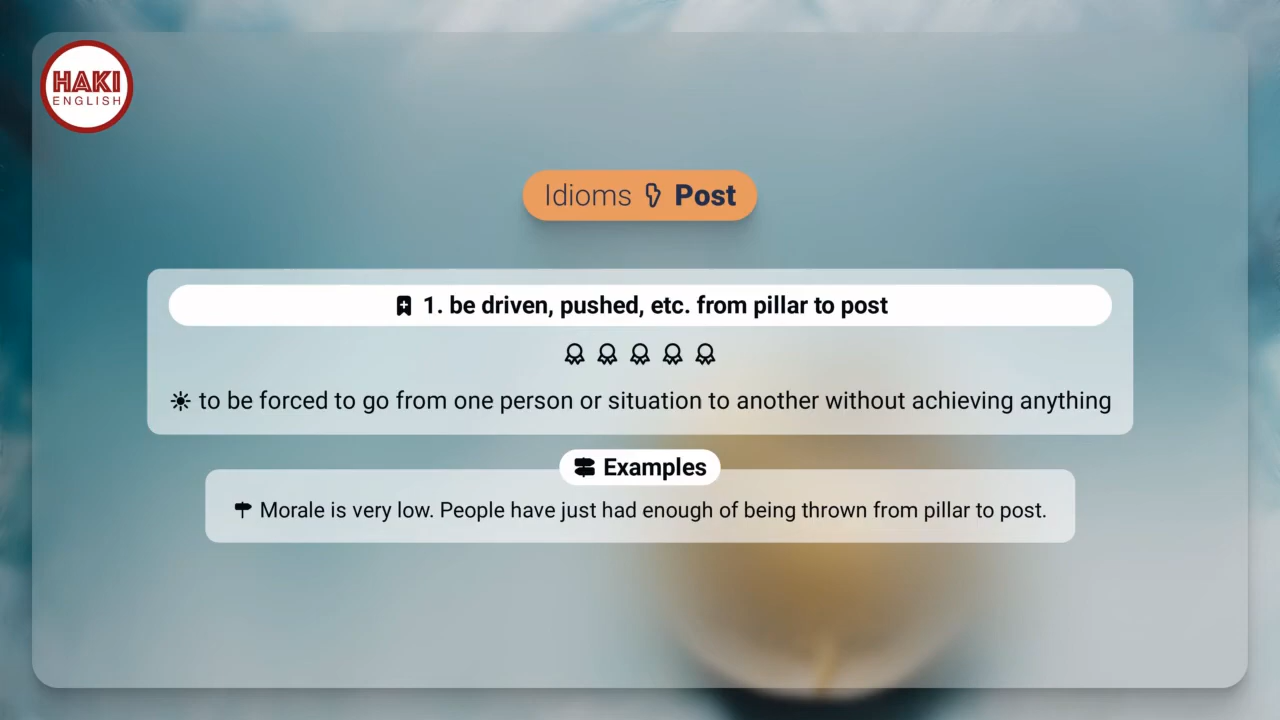 HAKI
ENGLISH
Idioms Post
1. be driven, pushed, etc. from pillar to post
to be forced to go from one person or situation to another without achieving anything
Examples
Morale is very low. People have just had enough of being thrown from pillar to post.